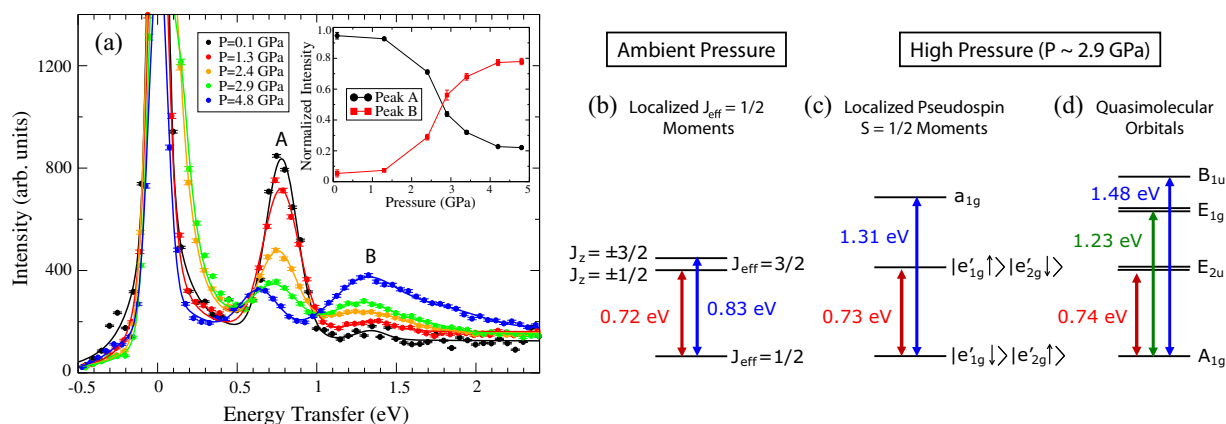 (a)
P=0.1 GPa
P=1.3 GPa
P=2.4 GPa
P=2.9 GPa
P=4.8 GPa
Intensity (arb. units)
1200
800
400
0
-0.5
0
0.5
1
1.5
2
Energy Transfer (eV)
A
B
Normalized Intensity
1.0
0.8
0.6
0.4
0.2
0
0
1
2
3
4
5
Pressure (GPa)
Peak A
Peak B
Ambient Pressure
High Pressure (P ~ 2.9 GPa)
(b) Localized Jeff = 1/2
Moments
Jz = ±3/2
Jz = ±1/2
Jeff = 3/2
0.72 eV
0.83 eV
Jeff = 1/2
(c) Localized Pseudospin
S = 1/2 Moments
a1g
1.31 eV
|e′1g↑⟩|e′2g↓⟩
0.73 eV
|e′1g↓⟩|e′2g↑⟩
(d) Quasimolecular
Orbitals
B1u
1.48 eV
E1g
1.23 eV
E2u
0.74 eV
A1g